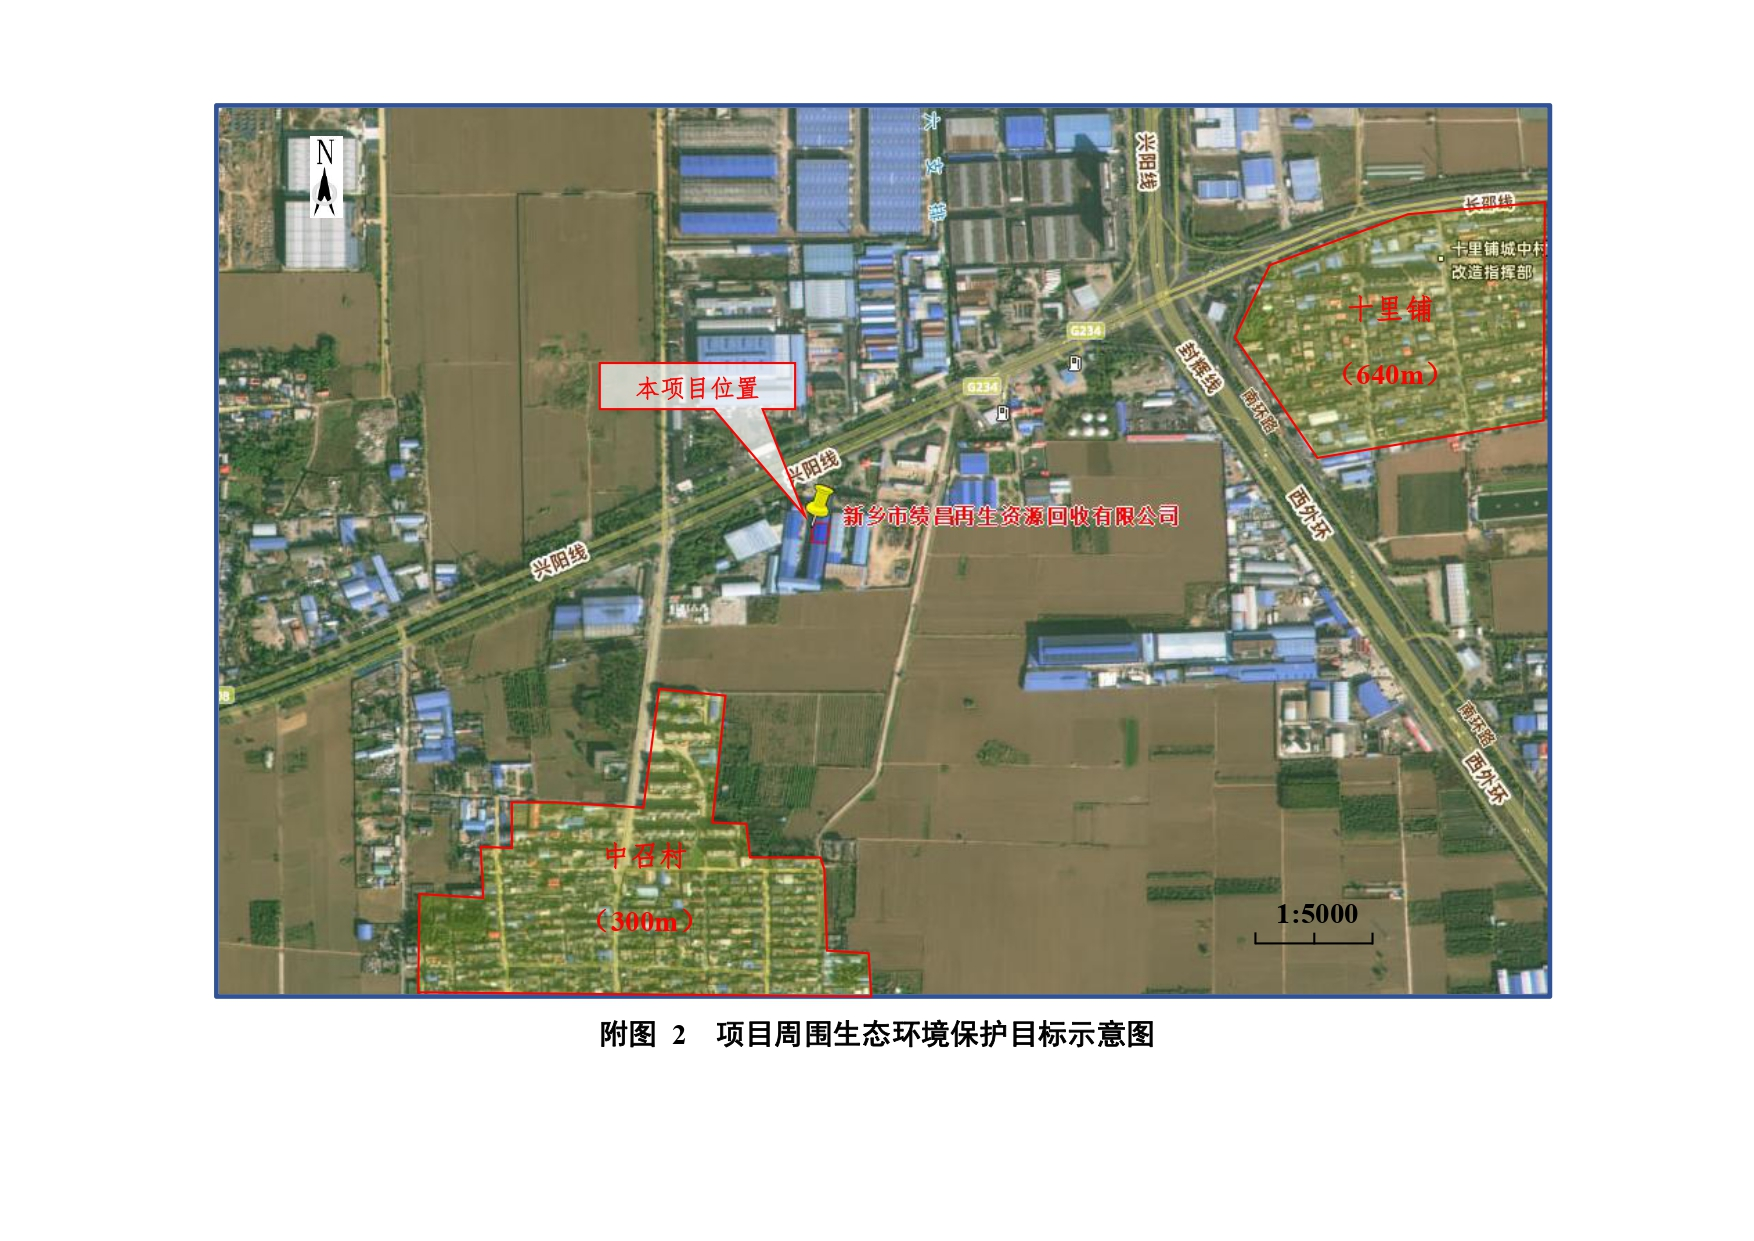 N
大
交
排
兴阳线
长邵线
十里铺城中村
改造指挥部
十里铺
（640m）
G234
G234
封辉线
南环路
本项目位置
兴阳线
新乡市绩昌再生资源回收有限公司
西外环
兴阳线
南环路
西外环
中召村
（300m）
1:5000
附图 2 项目周围生态环境保护目标示意图